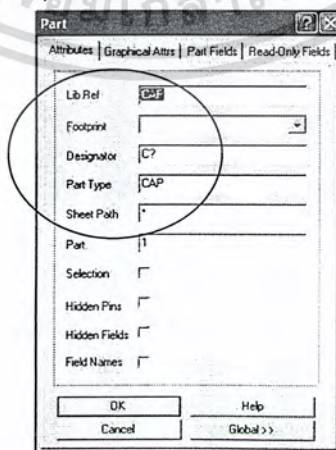 Part
Attributes | Graphical Attrs | Part Fields | Read-Only Fields
Lib Ref CAP
Footprint
Designator C?
Part Type CAP
Sheet Path *
Part 1
Selection
Hidden Pins
Hidden Fields
Field Names
OK Help
Cancel Global >>